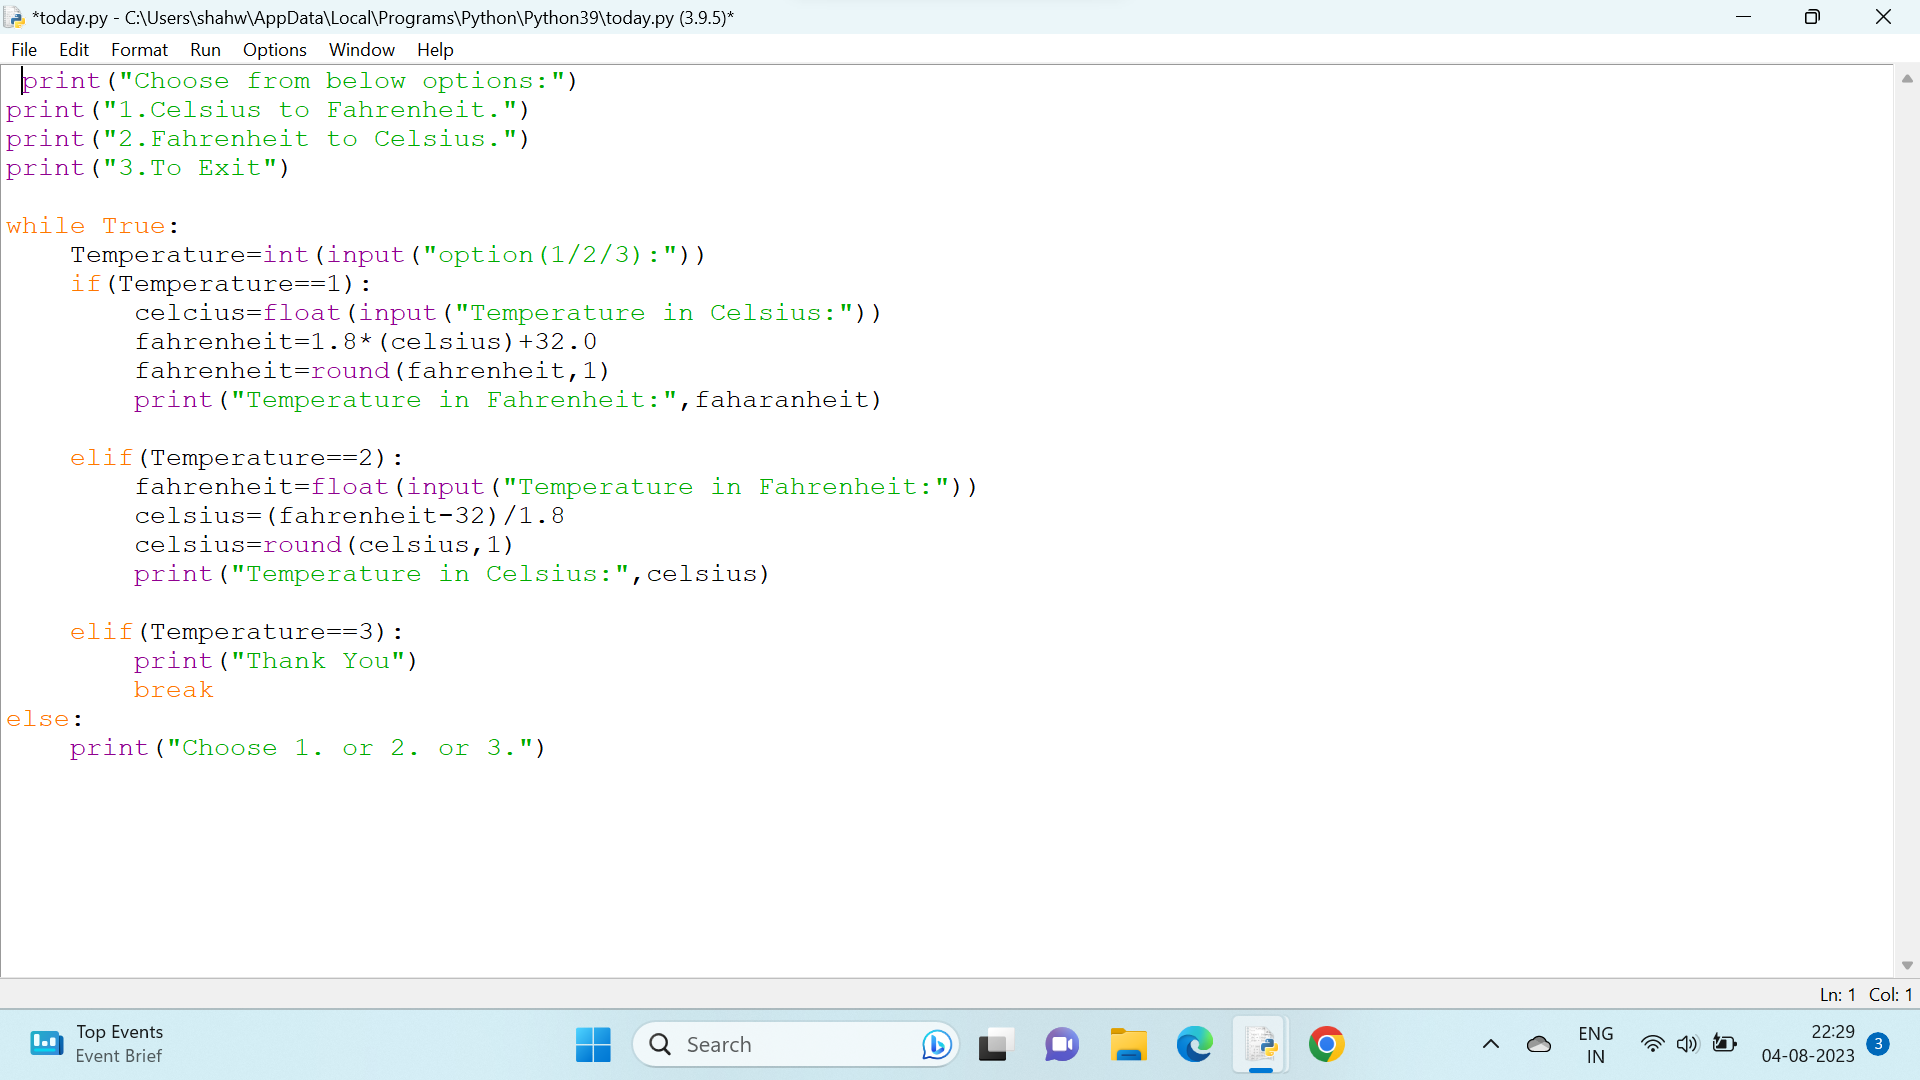 *today.py - C:\Users\shahw\AppData\Local\Programs\Python\Python39\today.py (3.9.5)*
File Edit Format Run Options Window Help
 print("Choose from below options:")
print("1.Celsius to Fahrenheit.")
print("2.Fahrenheit to Celsius.")
print("3.To Exit")
while True:
    Temperature=int(input("option(1/2/3):"))
    if(Temperature==1):
        celcius=float(input("Temperature in Celsius:"))
        fahrenheit=1.8*(celsius)+32.0
        fahrenheit=round(fahrenheit,1)
        print("Temperature in Fahrenheit:",faharanheit)
    elif(Temperature==2):
        fahrenheit=float(input("Temperature in Fahrenheit:"))
        celsius=(fahrenheit-32)/1.8
        celsius=round(celsius,1)
        print("Temperature in Celsius:",celsius)
    elif(Temperature==3):
        print("Thank You")
        break
else:
    print("Choose 1. or 2. or 3.")
Ln: 1 Col: 1
Top Events
Event Brief
Search
ENG
IN
22:29
04-08-2023
3